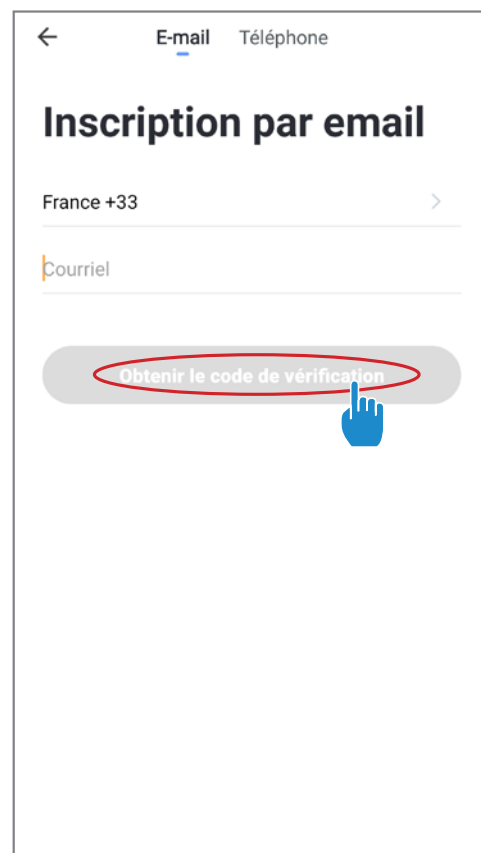 E-mail Téléphone
Inscription par email
France +33
Courriel
Obtenir le code de vérification